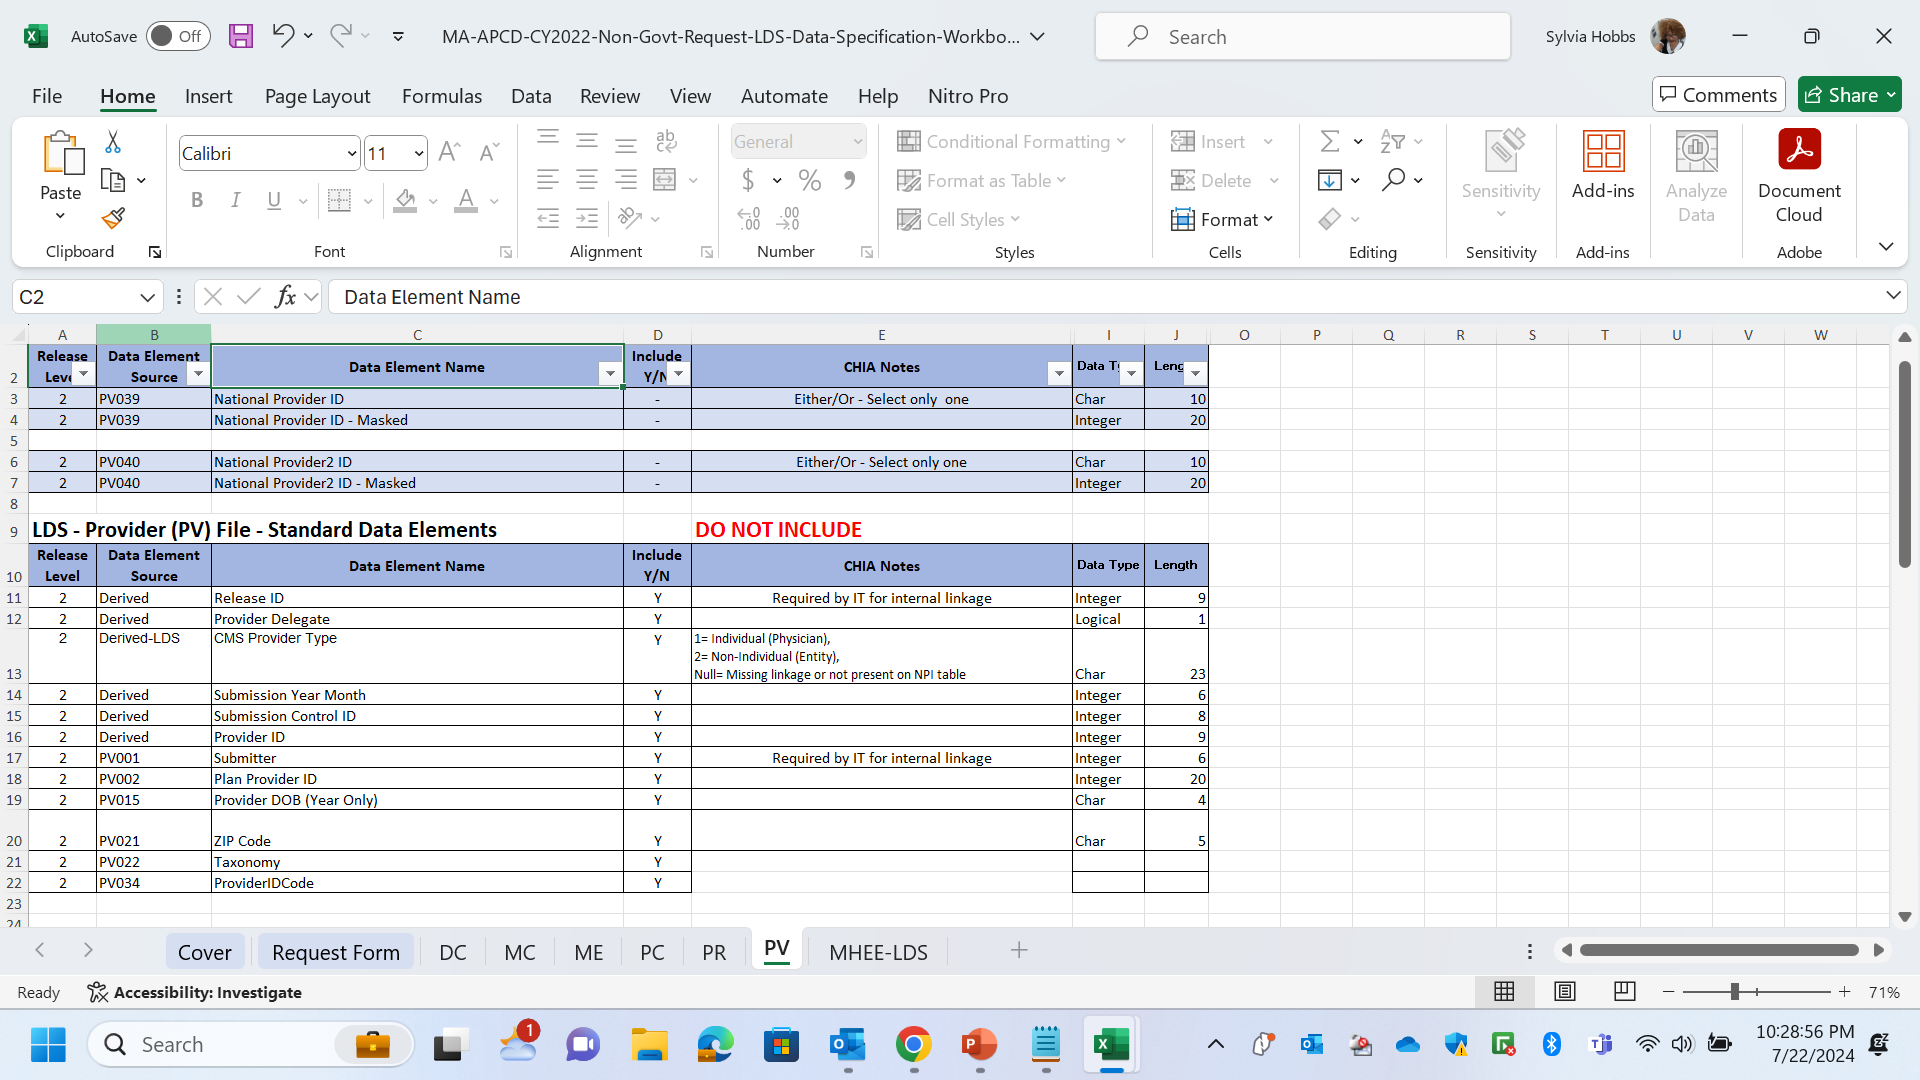 AutoSave Off MA-APCD-CY2022-Non-Govt-Request-LDS-Data-Specification-Workbo... Search Sylvia Hobbs
File Home Insert Page Layout Formulas Data Review View Automate Help Nitro Pro Comments Share
Calibri 11 ab General Conditional Formatting Insert
Paste B I U $ % Format as Table Delete Sensitivity Add-ins Analyze Data Document Cloud
Cell Styles Format
Clipboard Font Alignment Number Styles Cells Editing Sensitivity Add-ins Adobe
C2 fx Data Element Name
A B C D E I J O P Q R S T U V W
2 Release Level Data Element Source Data Element Name Include Y/N CHIA Notes Data Leng
3 2 PV039 National Provider ID - Either/Or - Select only one Char 10
4 2 PV039 National Provider ID - Masked - Integer 20
5
6 2 PV040 National Provider2 ID - Either/Or - Select only one Char 10
7 2 PV040 National Provider2 ID - Masked - Integer 20
8
9 LDS - Provider (PV) File - Standard Data Elements DO NOT INCLUDE
10 Release Level Data Element Source Data Element Name Include Y/N CHIA Notes Data Type Length
11 2 Derived Release ID Y Required by IT for internal linkage Integer 9
12 2 Derived Provider Delegate Y Logical 1
13 2 Derived-LDS CMS Provider Type Y 1= Individual (Physician),
2= Non-Individual (Entity),
Null= Missing linkage or not present on NPI table Char 23
14 2 Derived Submission Year Month Y Integer 6
15 2 Derived Submission Control ID Y Integer 8
16 2 Derived Provider ID Y Integer 9
17 2 PV001 Submitter Y Required by IT for internal linkage Integer 6
18 2 PV002 Plan Provider ID Y Integer 20
19 2 PV015 Provider DOB (Year Only) Y Char 4
20 2 PV021 ZIP Code Y Char 5
21 2 PV022 Taxonomy Y
22 2 PV034 ProviderIDCode Y
23
24
Cover Request Form DC MC ME PC PR PV MHEE-LDS
Ready Accessibility: Investigate 71%
Search 1 10:28:56 PM
7/22/2024